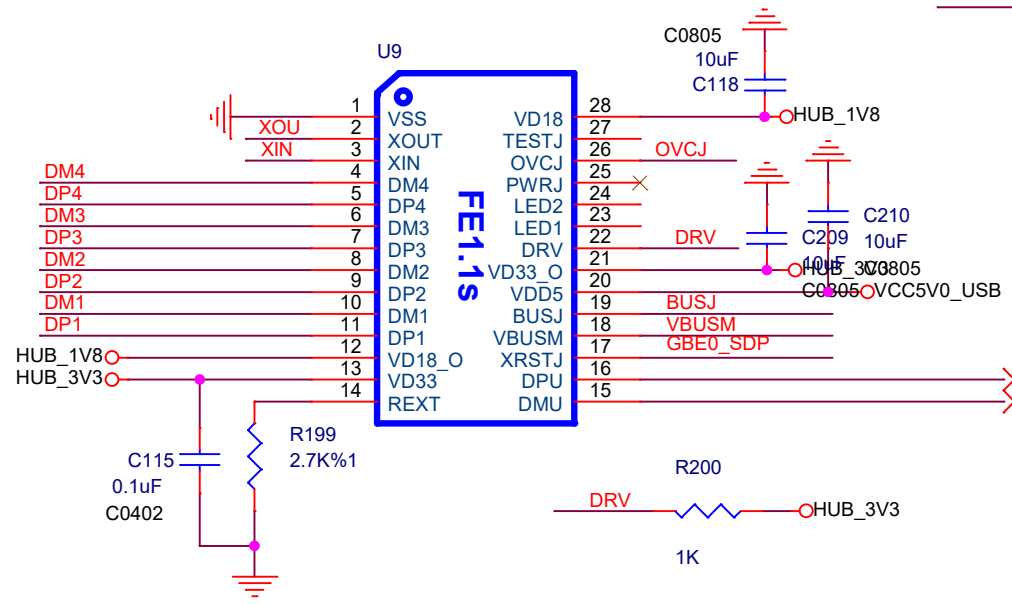 C0805
10uF
C118
HUB_1V8
U9
FE1.1s
1 VSS
XOU 2 XOUT
XIN 3 XIN
DM4 4 DM4
DP4 5 DP4
DM3 6 DM3
DP3 7 DP3
DM2 8 DM2
DP2 9 DP2
DM1 10 DM1
DP1 11 DP1
HUB_1V8 12 VD18_O
HUB_3V3 13 VD33
14 REXT
VD18 28
TESTJ 27
OVCJ 26 OVCJ
PWRJ 25
LED2 24
LED1 23
DRV 22 DRV
VD33_O 21
VDD5 20
BUSJ 19 BUSJ
VBUSM 18 VBUSM
XRSTJ 17 GBE0_SDP
DPU 16
DMU 15
C210
10uF
C0805
C209
10uF
HUB_3V3
C0805
VCC5V0_USB
R199
2.7K%1
C115
0.1uF
C0402
R200
DRV
HUB_3V3
1K